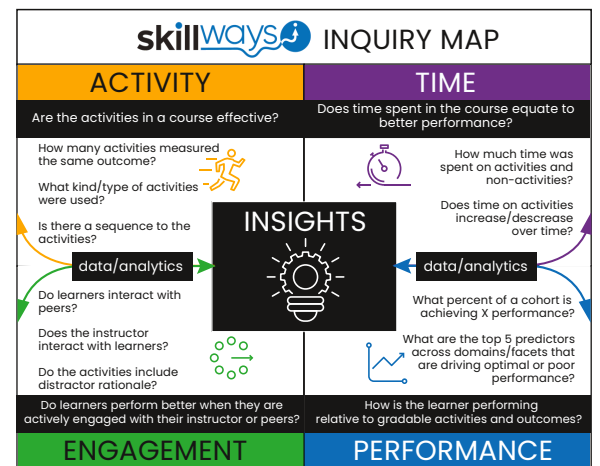 skillways INQUIRY MAP
ACTIVITY
Are the activities in a course effective?
How many activities measured
the same outcome?
What kind/type of activities
were used?
Is there a sequence to the
activities?
data/analytics
TIME
Does time spent in the course equate to
better performance?
How much time was
spent on activities and
non-activities?
Does time on activities
increase/descrease
over time?
data/analytics
INSIGHTS
Do learners interact with
peers?
Does the instructor
interact with learners?
Do the activities include
distractor rationale?
Do learners perform better when they are
actively engaged with their instructor or peers?
ENGAGEMENT
What percent of a cohort is
achieving X performance?
What are the top 5 predictors
across domains/facets that
are driving optimal or poor
performance?
How is the learner performing
relative to gradable activities and outcomes?
PERFORMANCE